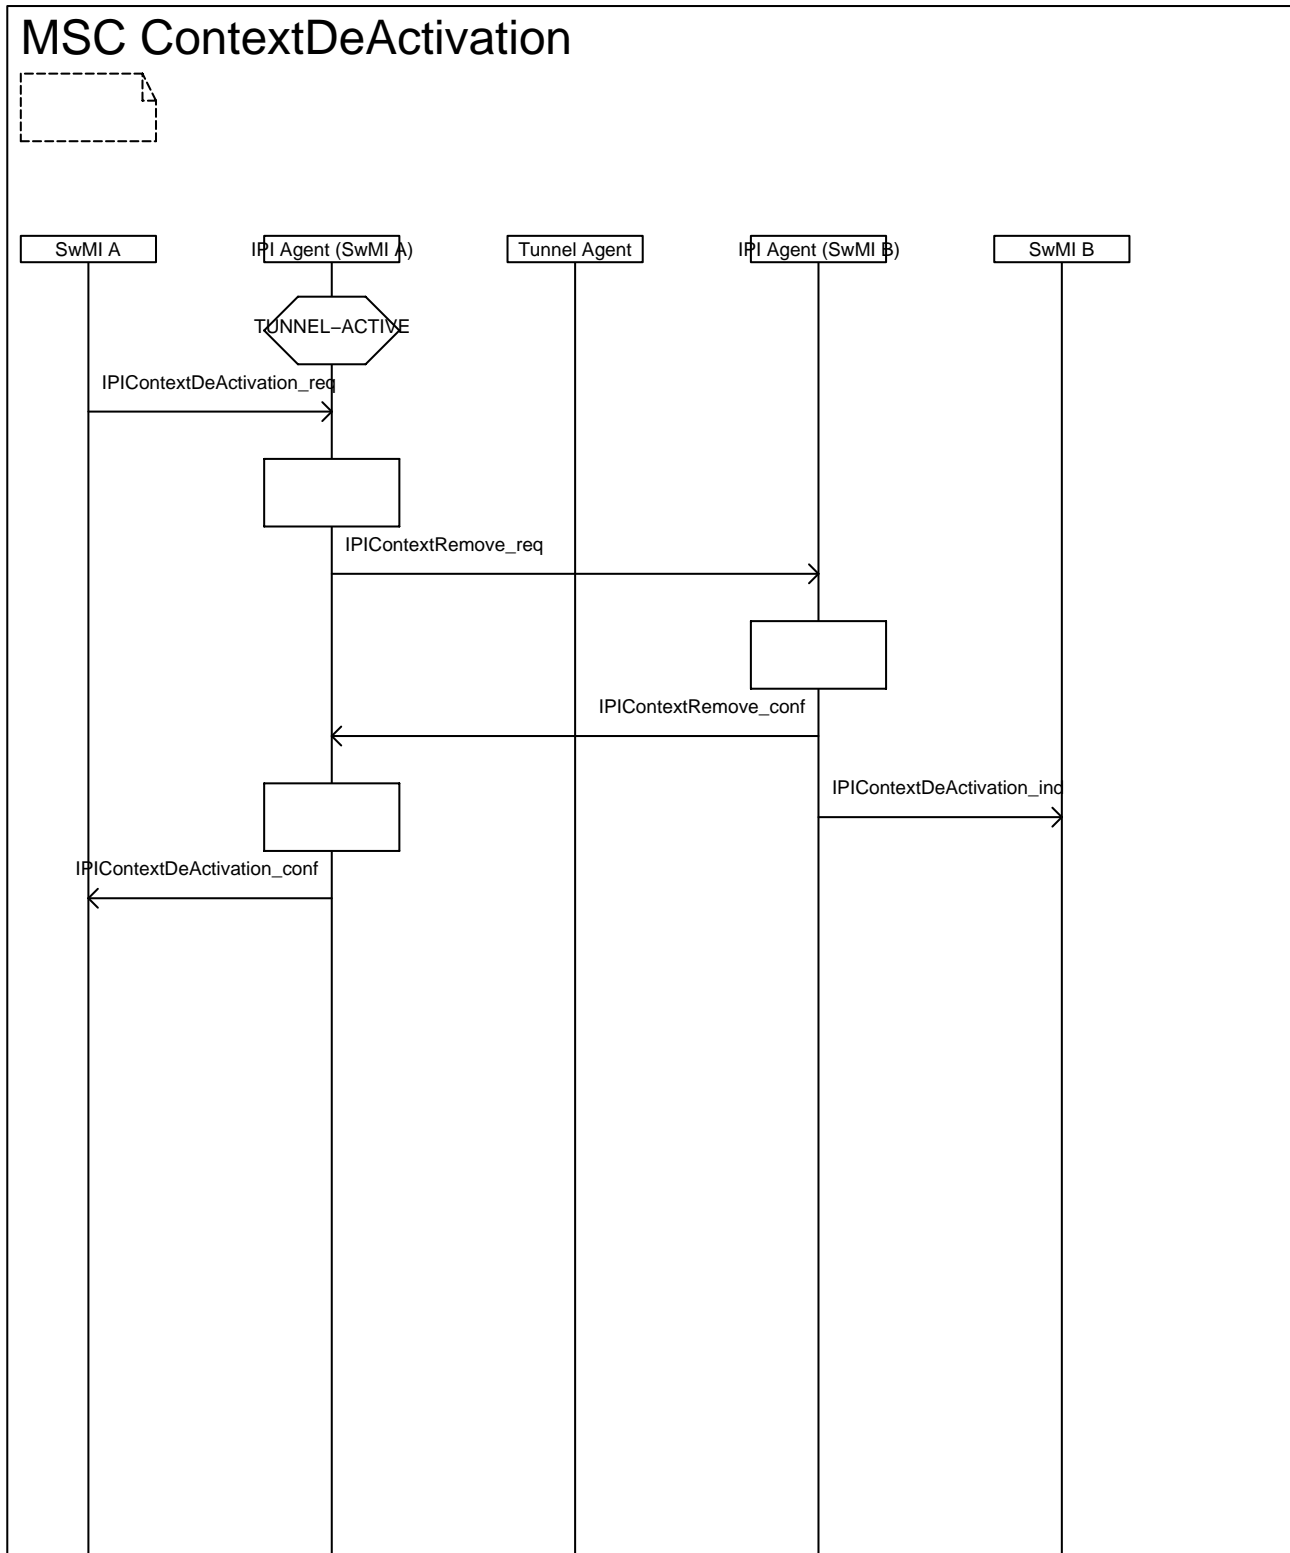 MSC ContextDeActivation
SwMI A
IPI Agent (SwMI A)
Tunnel Agent
IPI Agent (SwMI B)
SwMI B
TUNNEL−ACTIVE
IPIContextDeActivation_req
IPIContextRemove_req
IPIContextRemove_conf
IPIContextDeActivation_ind
IPIContextDeActivation_conf